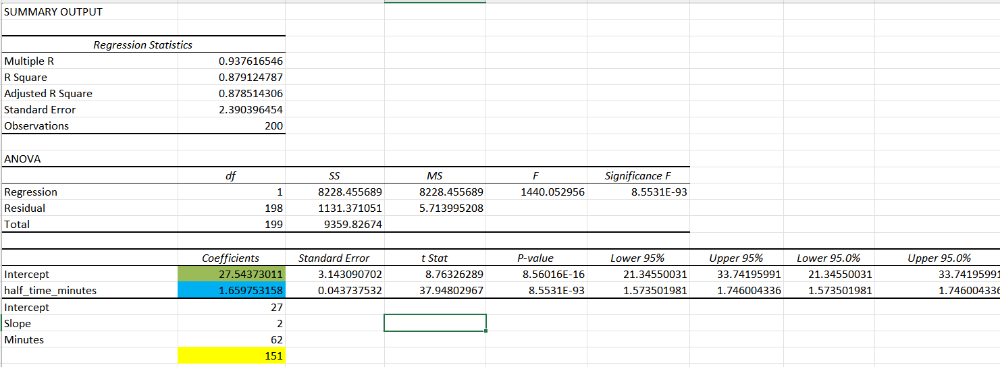 SUMMARY OUTPUT
Regression Statistics
Multiple R 0.937616546
R Square 0.879124787
Adjusted R Square 0.878514306
Standard Error 2.390396454
Observations 200
ANOVA
df SS MS F Significance F
Regression 1 8228.455689 8228.455689 1440.052956 8.5531E-93
Residual 198 1131.371051 5.713995208
Total 199 9359.82674
Coefficients Standard Error t Stat P-value Lower 95% Upper 95% Lower 95.0% Upper 95.0%
Intercept 27.54373011 3.143090702 8.76326289 8.56016E-16 21.34550031 33.74195991 21.34550031 33.74195991
half_time_minutes 1.659753158 0.043737532 37.94802967 8.5531E-93 1.573501981 1.746004336 1.573501981 1.746004336
Intercept 27
Slope 2
Minutes 62
151